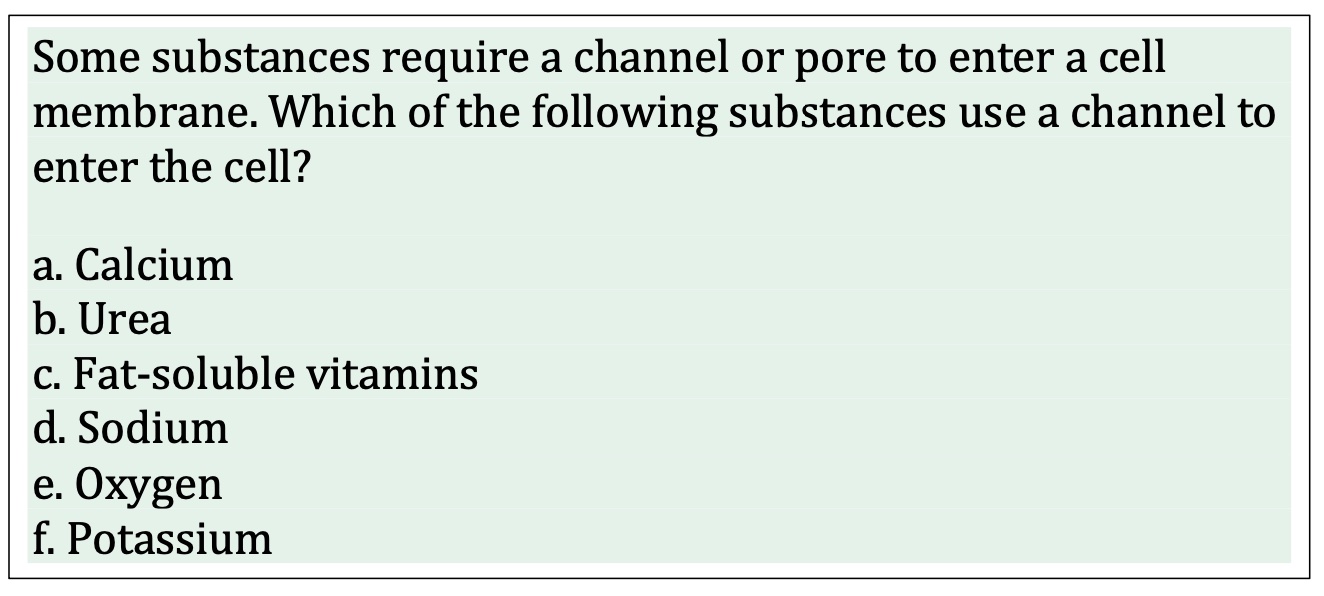 Some substances require a channel or pore to enter a cell
membrane. Which of the following substances use a channel to
enter the cell?
a. Calcium
b. Urea
c. Fat-soluble vitamins
d. Sodium
e. Oxygen
f. Potassium